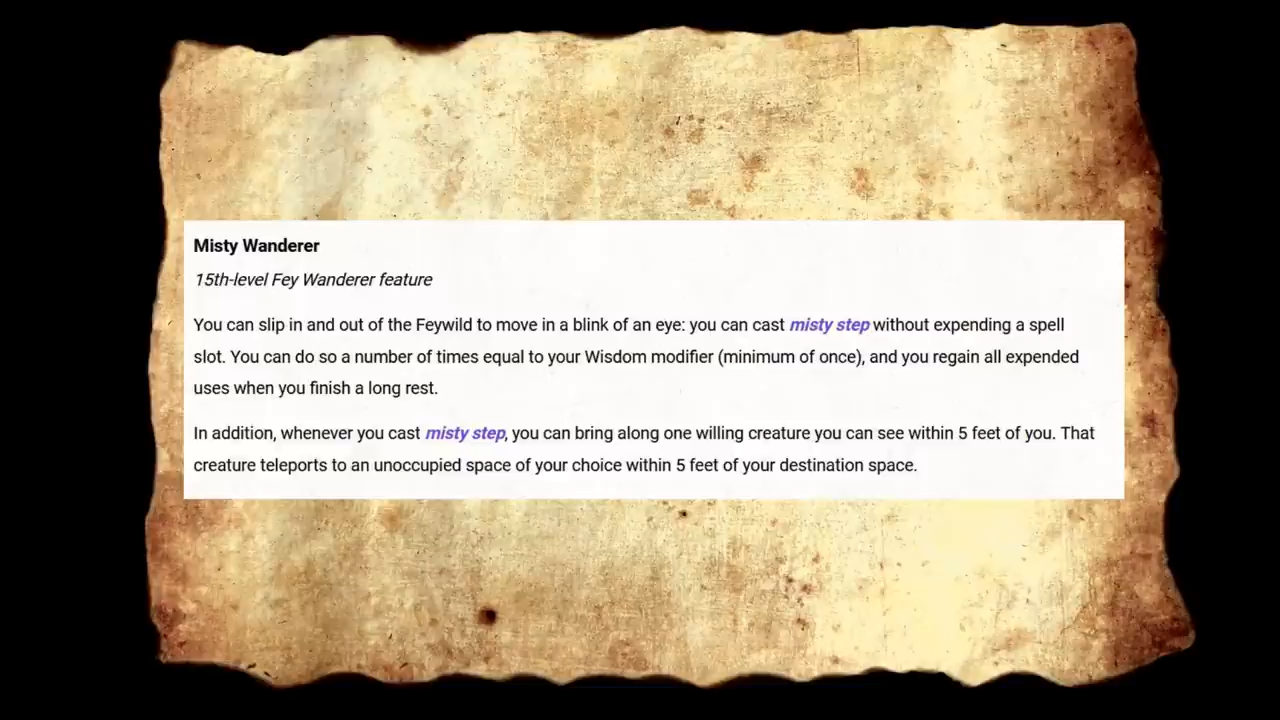 Misty Wanderer
15th-level Fey Wanderer feature
You can slip in and out of the Feywild to move in a blink of an eye: you can cast misty step without expending a spell
slot. You can do so a number of times equal to your Wisdom modifier (minimum of once), and you regain all expended
uses when you finish a long rest.
In addition, whenever you cast misty step, you can bring along one willing creature you can see within 5 feet of you. That
creature teleports to an unoccupied space of your choice within 5 feet of your destination space.